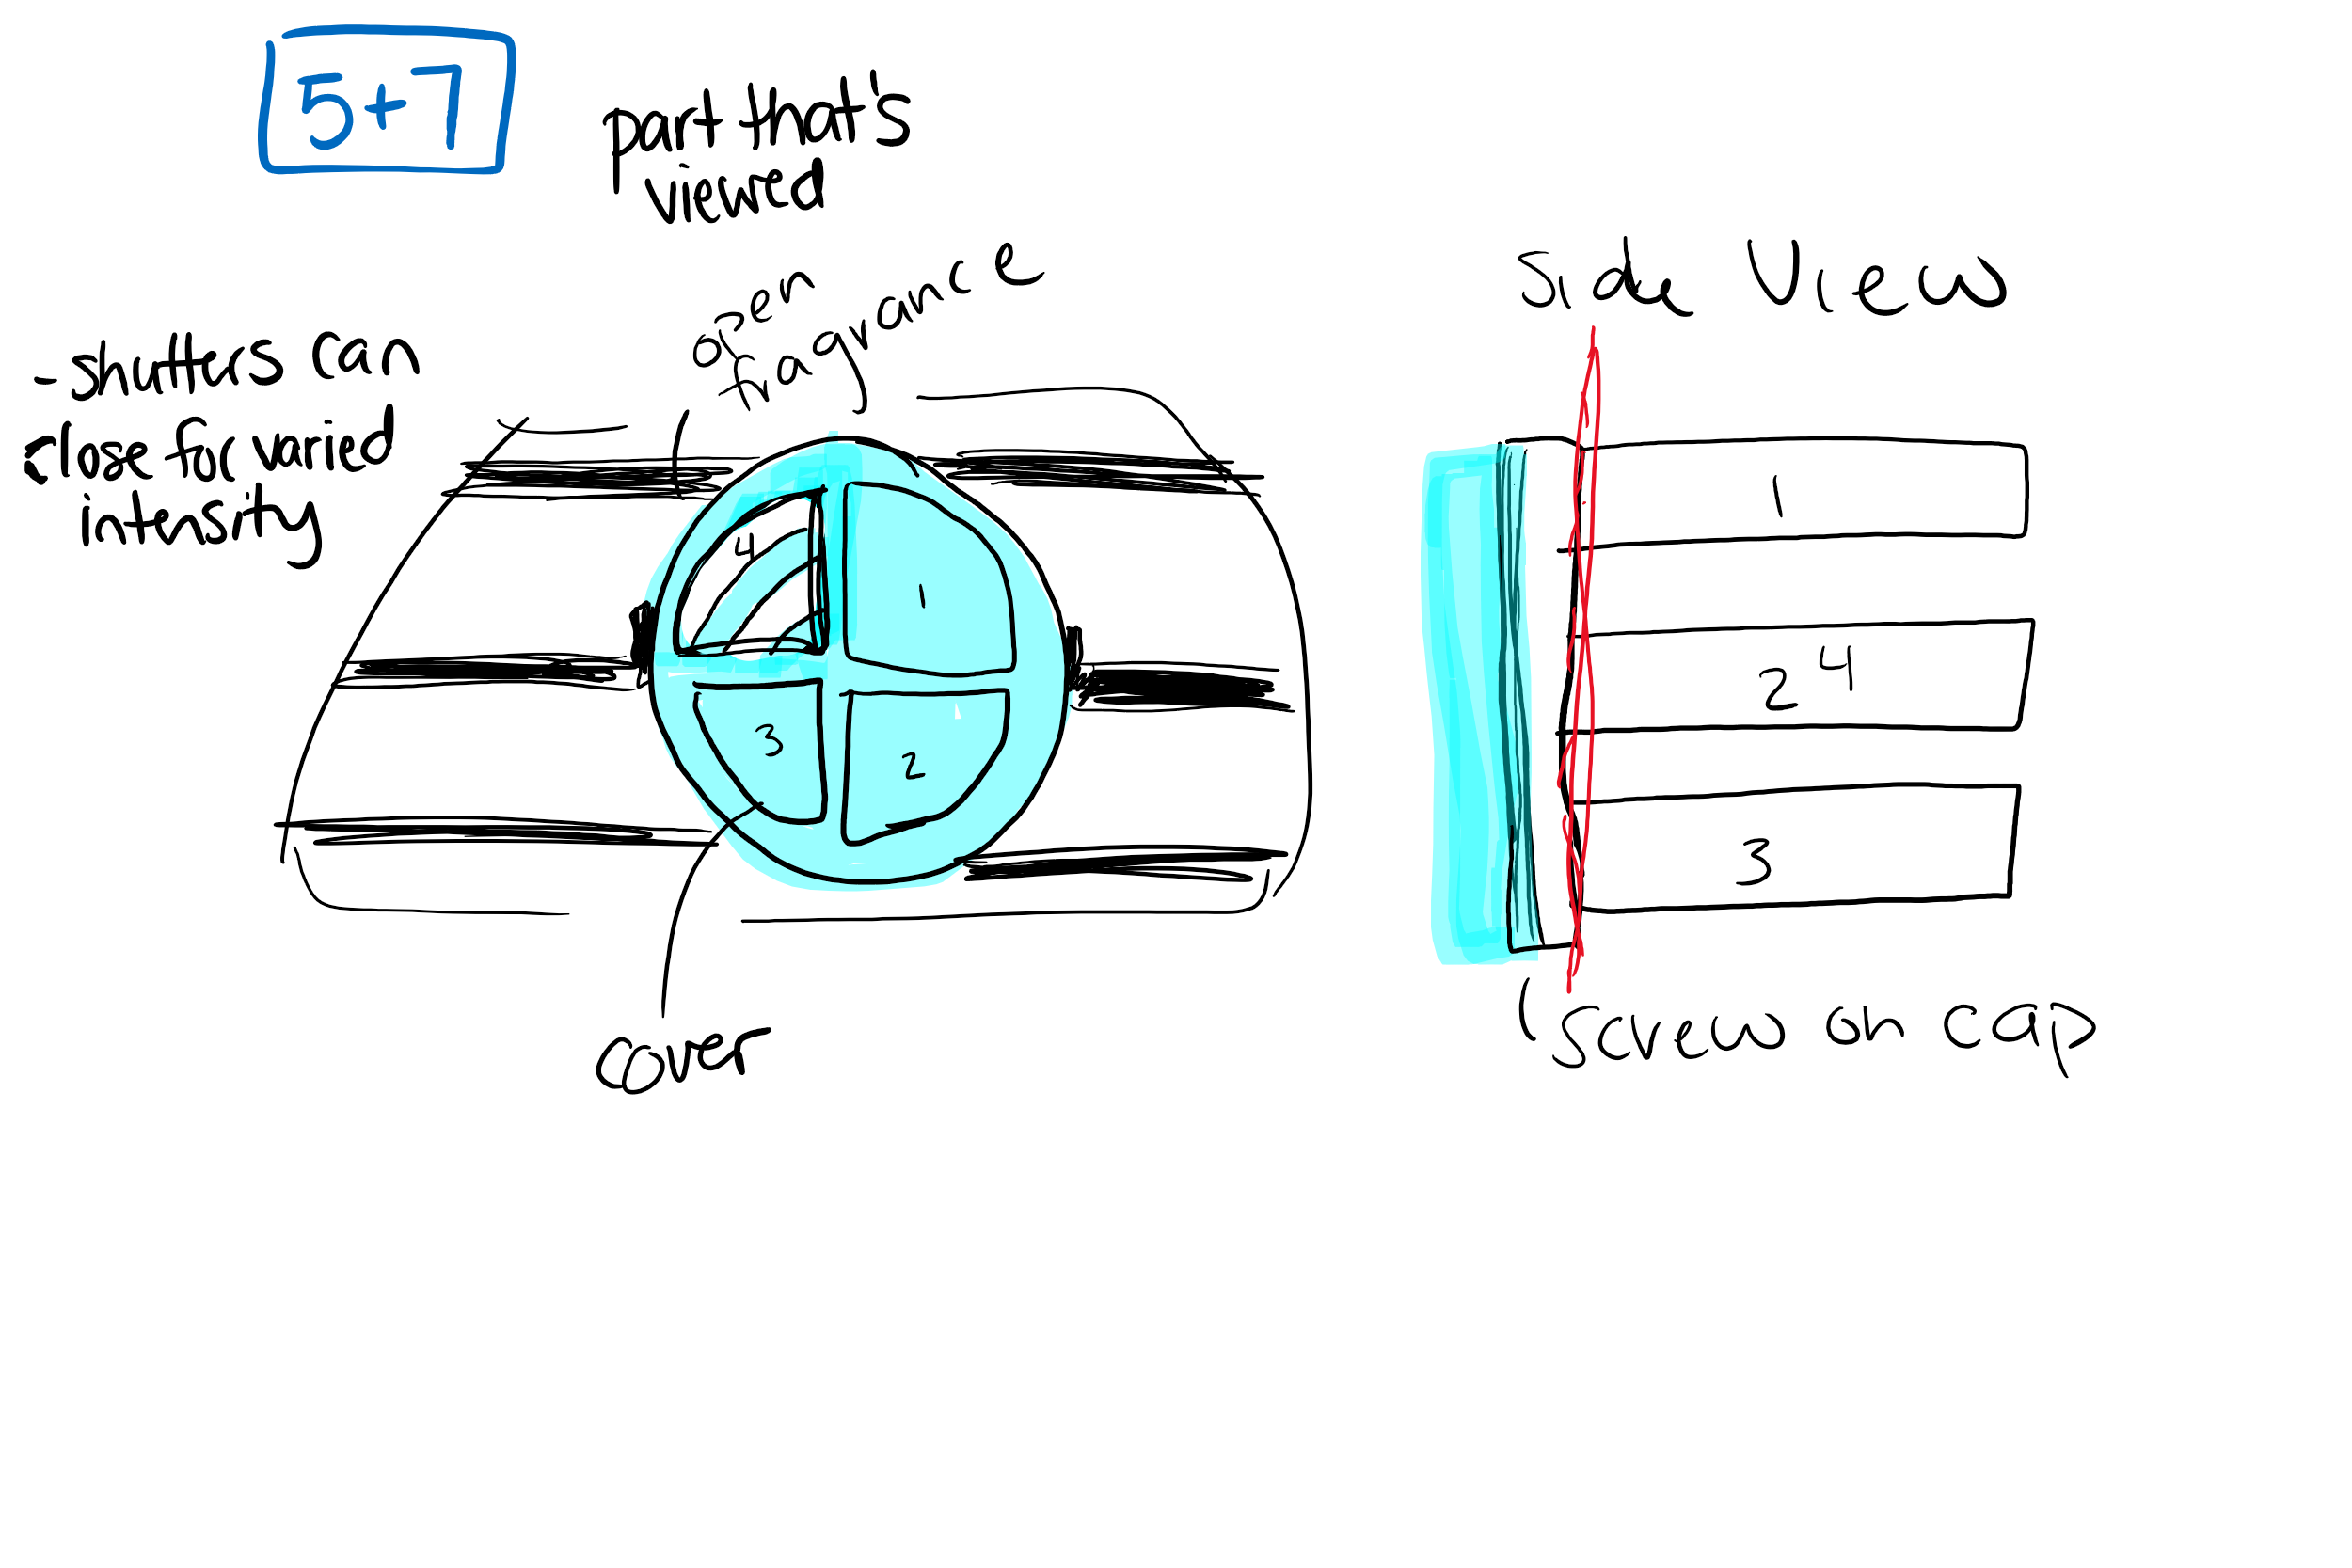 5+7
part that's
viewed
open
fragrance
- shutters can
close for varied
intensity
4
1
3
2
cover
Side View
1
2 4
3
screw on cap